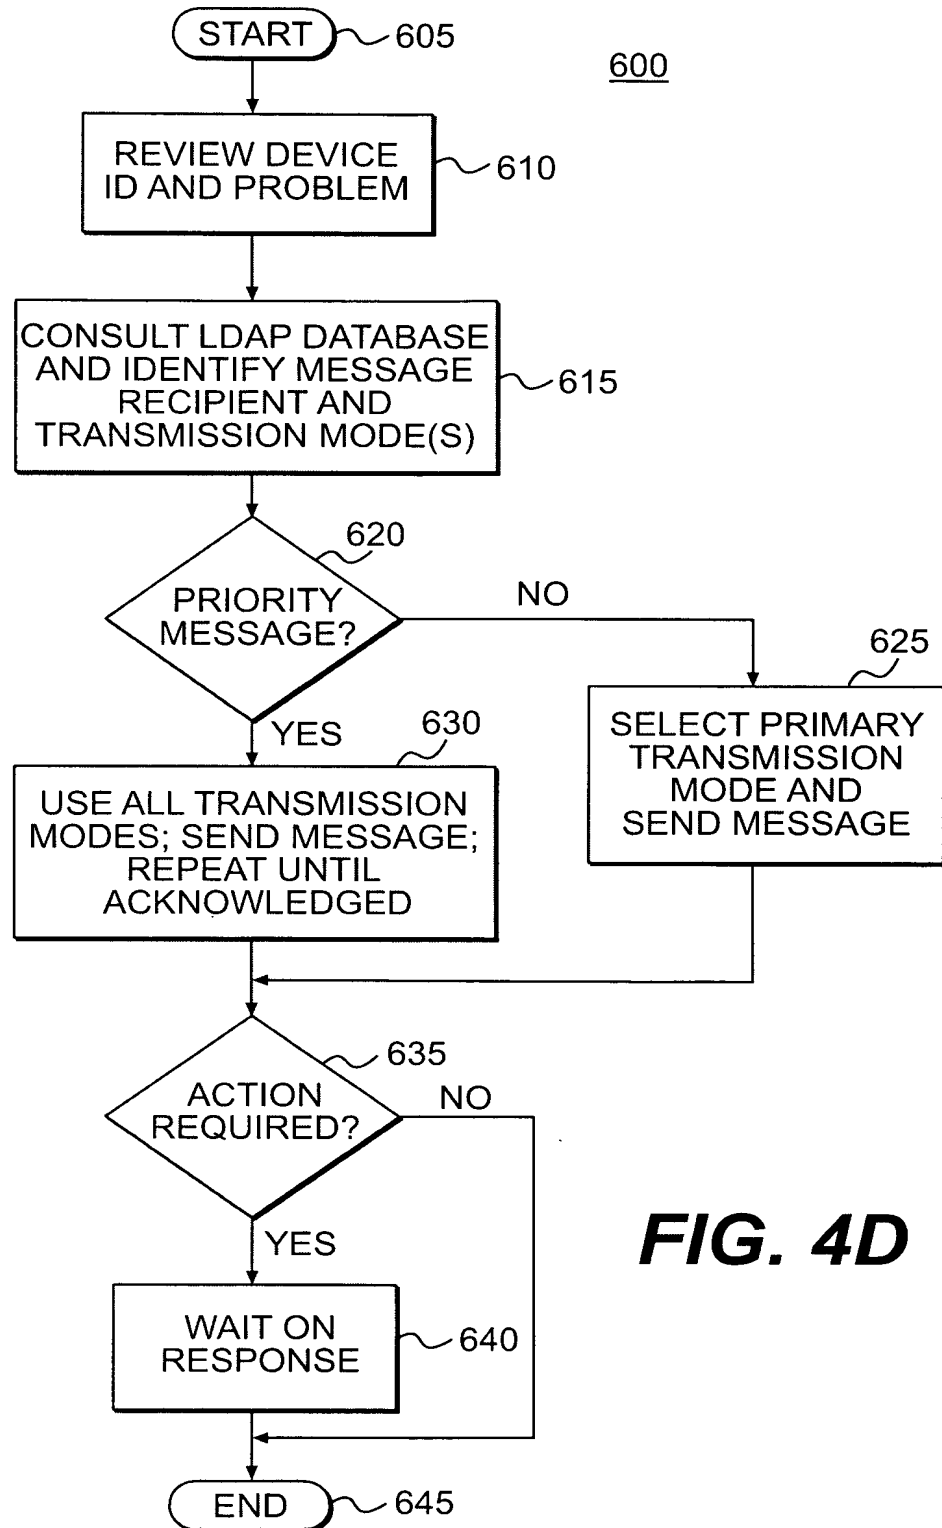 START
605
600
REVIEW DEVICE
ID AND PROBLEM
610
CONSULT LDAP DATABASE
AND IDENTIFY MESSAGE
RECIPIENT AND
TRANSMISSION MODE(S)
615
620
PRIORITY
MESSAGE?
NO
YES
625
SELECT PRIMARY
TRANSMISSION
MODE AND
SEND MESSAGE
630
USE ALL TRANSMISSION
MODES; SEND MESSAGE;
REPEAT UNTIL
ACKNOWLEDGED
635
ACTION
REQUIRED?
NO
YES
FIG. 4D
WAIT ON
RESPONSE
640
END
645